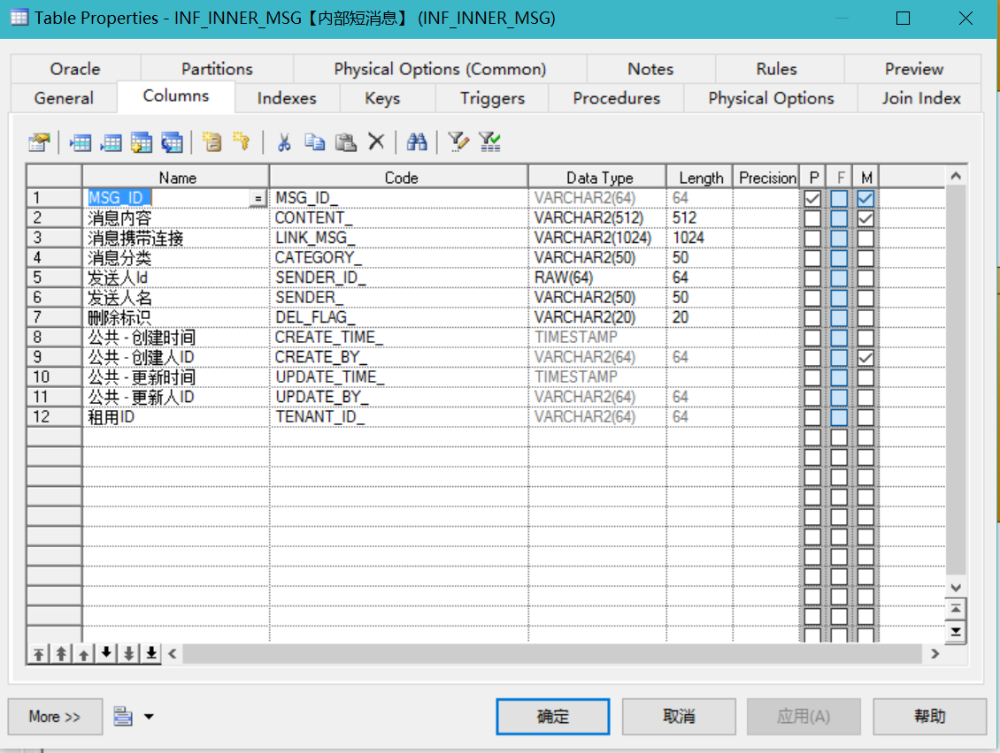 Table Properties - INF_INNER_MSG【内部短消息】 (INF_INNER_MSG)
Oracle Partitions Physical Options (Common) Notes Rules Preview
General Columns Indexes Keys Triggers Procedures Physical Options Join Index
Name Code Data Type Length Precision P F M
1 MSG_ID_ = MSG_ID_ VARCHAR2(64) 64
2 消息内容 CONTENT_ VARCHAR2(512) 512
3 消息携带连接 LINK_MSG_ VARCHAR2(1024) 1024
4 消息分类 CATEGORY_ VARCHAR2(50) 50
5 发送人Id SENDER_ID_ RAW(64) 64
6 发送人名 SENDER_ VARCHAR2(50) 50
7 删除标识 DEL_FLAG_ VARCHAR2(20) 20
8 公共 - 创建时间 CREATE_TIME_ TIMESTAMP
9 公共 - 创建人ID CREATE_BY_ VARCHAR2(64) 64
10 公共 - 更新时间 UPDATE_TIME_ TIMESTAMP
11 公共 - 更新人ID UPDATE_BY_ VARCHAR2(64) 64
12 租用ID TENANT_ID_ VARCHAR2(64) 64
More >> 确定 取消 应用(A) 帮助